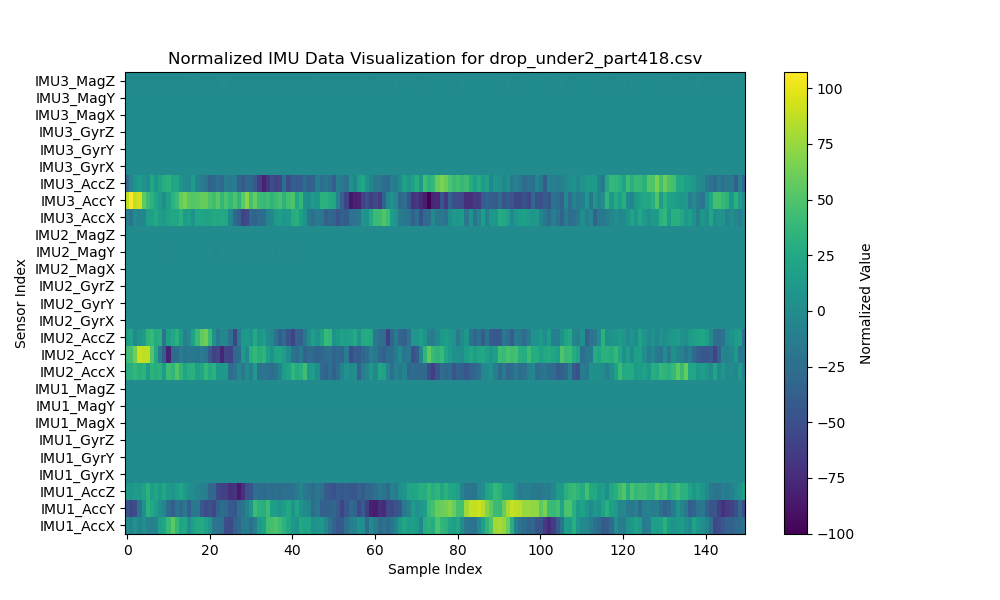 Normalized IMU Data Visualization for drop_under2_part418.csv
IMU3_MagZ
IMU3_MagY
IMU3_MagX
IMU3_GyrZ
IMU3_GyrY
IMU3_GyrX
IMU3_AccZ
IMU3_AccY
IMU3_AccX
IMU2_MagZ
IMU2_MagY
IMU2_MagX
IMU2_GyrZ
IMU2_GyrY
IMU2_GyrX
IMU2_AccZ
IMU2_AccY
IMU2_AccX
IMU1_MagZ
IMU1_MagY
IMU1_MagX
IMU1_GyrZ
IMU1_GyrY
IMU1_GyrX
IMU1_AccZ
IMU1_AccY
IMU1_AccX
Sensor Index
0 20 40 60 80 100 120 140
Sample Index
100
75
50
25
0
−25
−50
−75
−100
Normalized Value